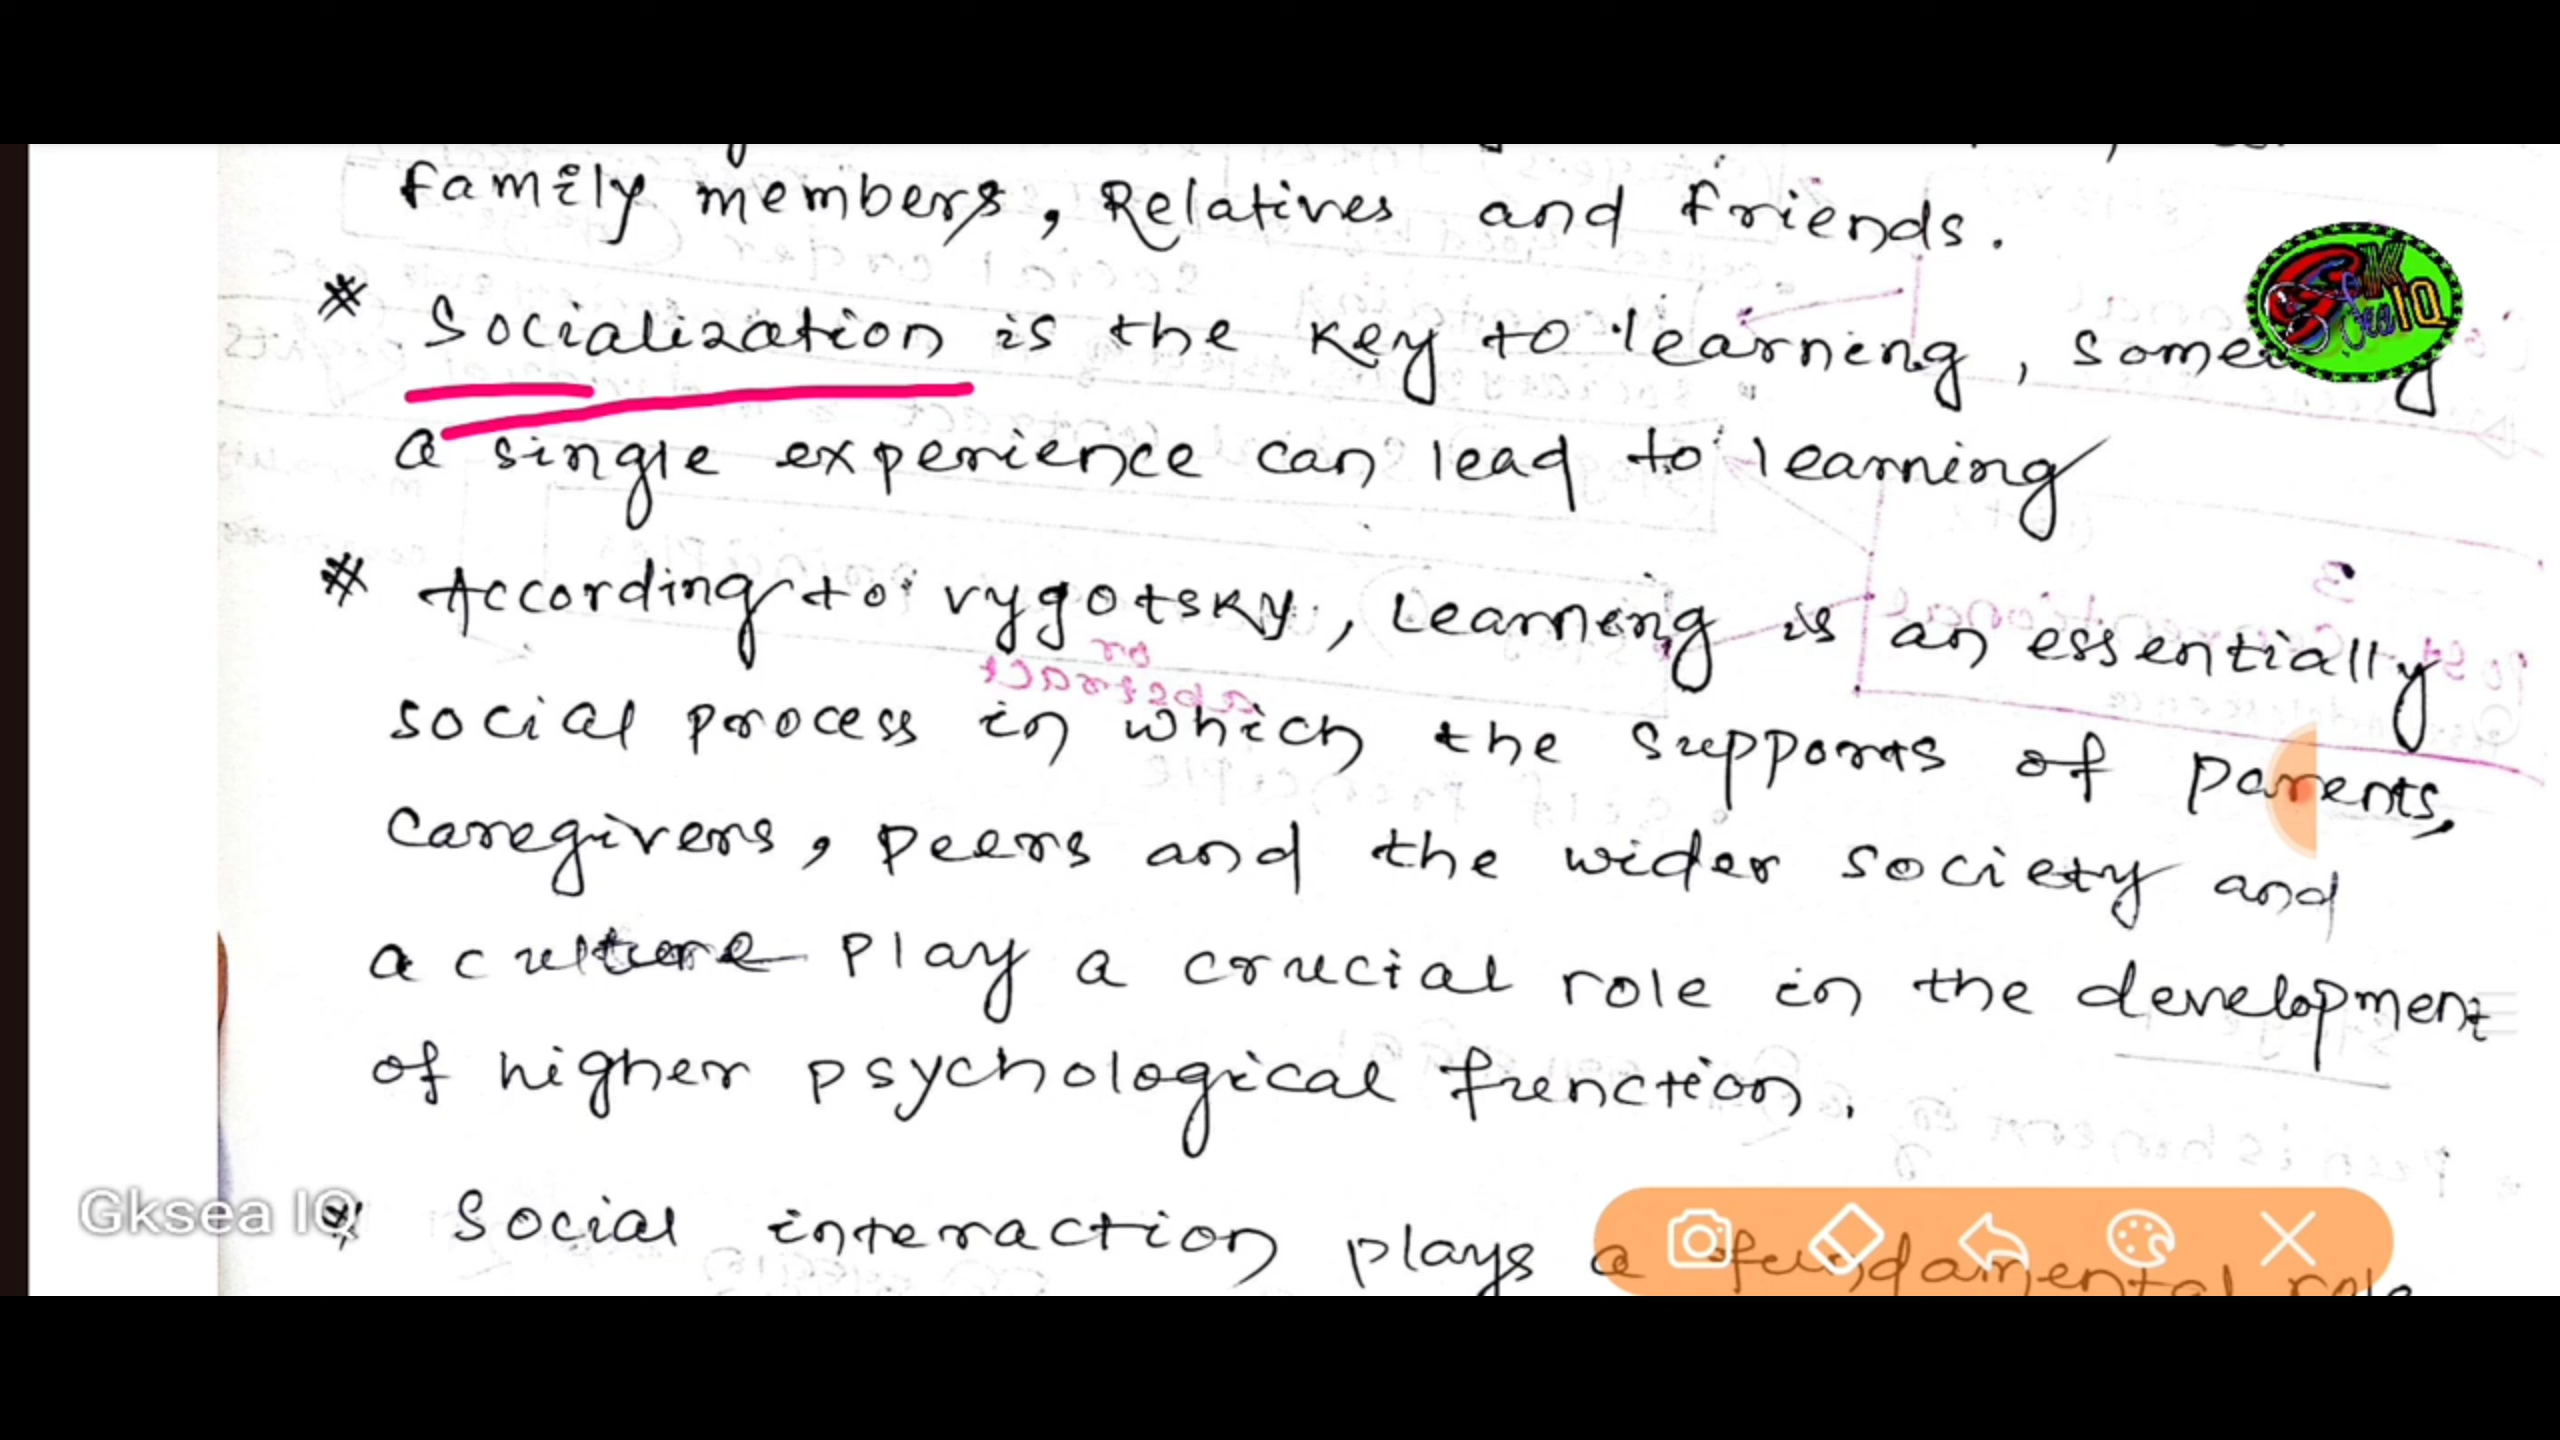 family members, Relatives and friends.
* Socialization is the key to learning,
a single experience can lead to learning
* According to vygotsky, Learning is an essentially
social process in which the supports of parents,
caregivers, peers and the wider society and
a culture play a crucial role in the development
of higher psychological function.
* Social interaction plays a fundamental role
Gksea IQ